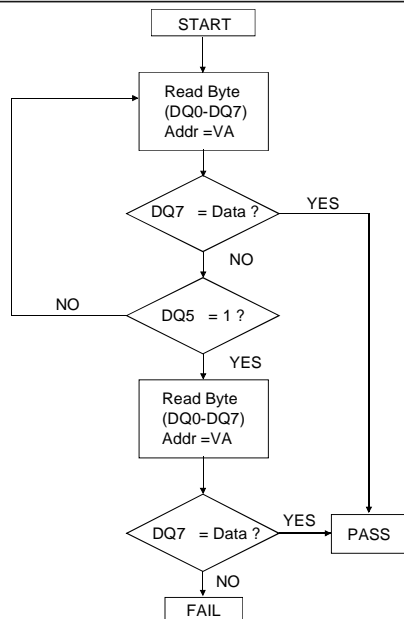 START
Read Byte
(DQ0-DQ7)
Addr =VA
DQ7 = Data ?
YES
NO
NO
DQ5 = 1 ?
YES
Read Byte
(DQ0-DQ7)
Addr =VA
DQ7 = Data ?
YES
PASS
NO
FAIL